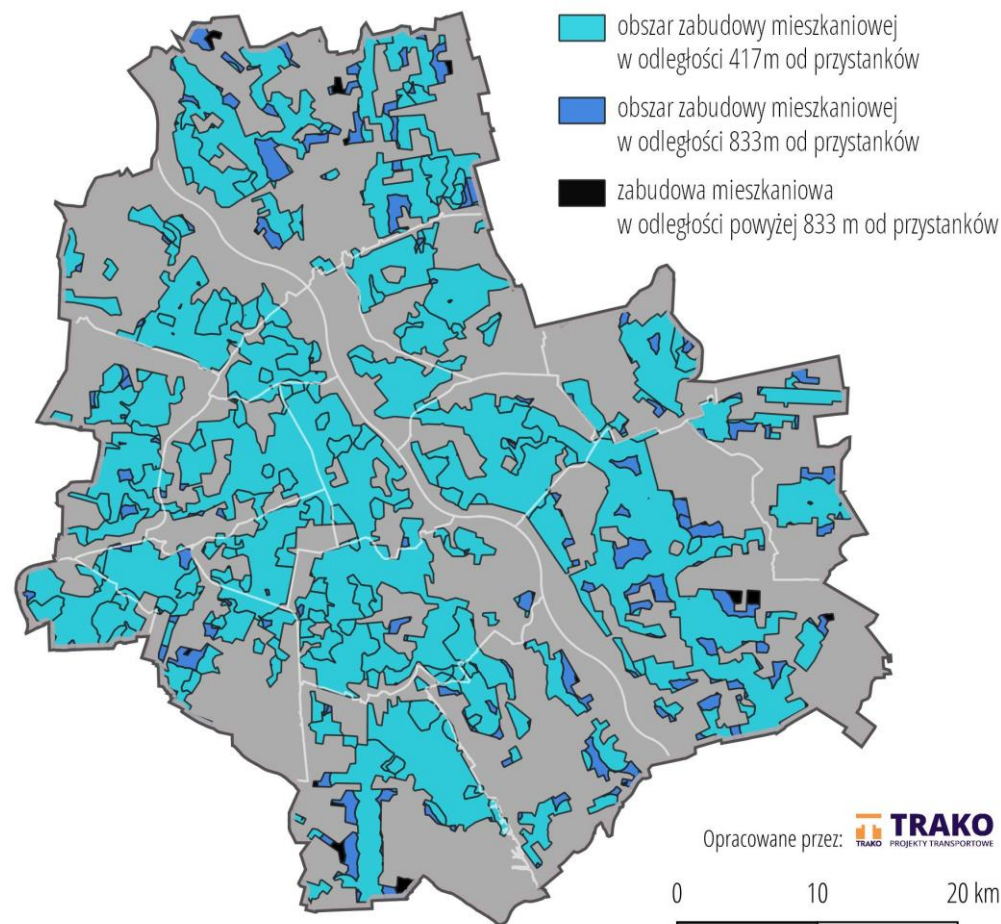 obszar zabudowy mieszkaniowej
w odległości 417m od przystanków
obszar zabudowy mieszkaniowej
w odległości 833m od przystanków
zabudowa mieszkaniowa
w odległości powyżej 833 m od przystanków
Opracowane przez:
TRAKO
TRAKO
PROJEKTY TRANSPORTOWE
0 10 20 km